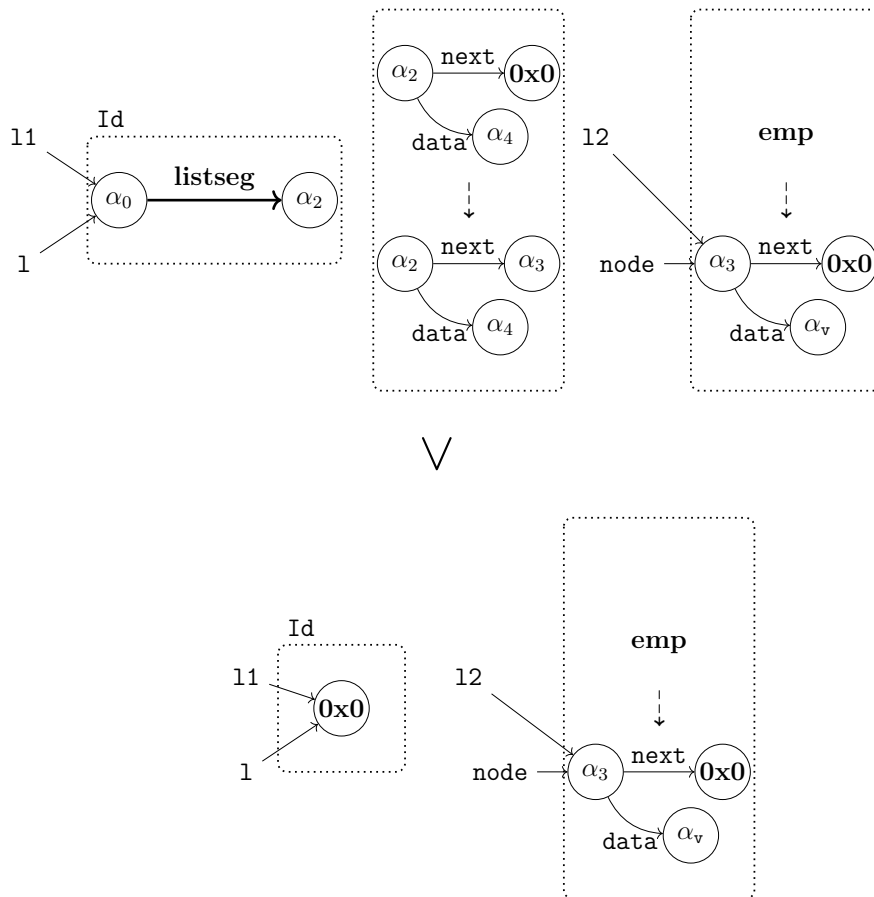 next
α₂ 0x0
Id
l1 data α₄ l2 emp
listseg
α₀ α₂
l next next
α₂ α₃ node α₃ 0x0
data α₄ data αᵥ
⋁
Id emp
l1 l2
0x0
l next
node α₃ 0x0
data αᵥ